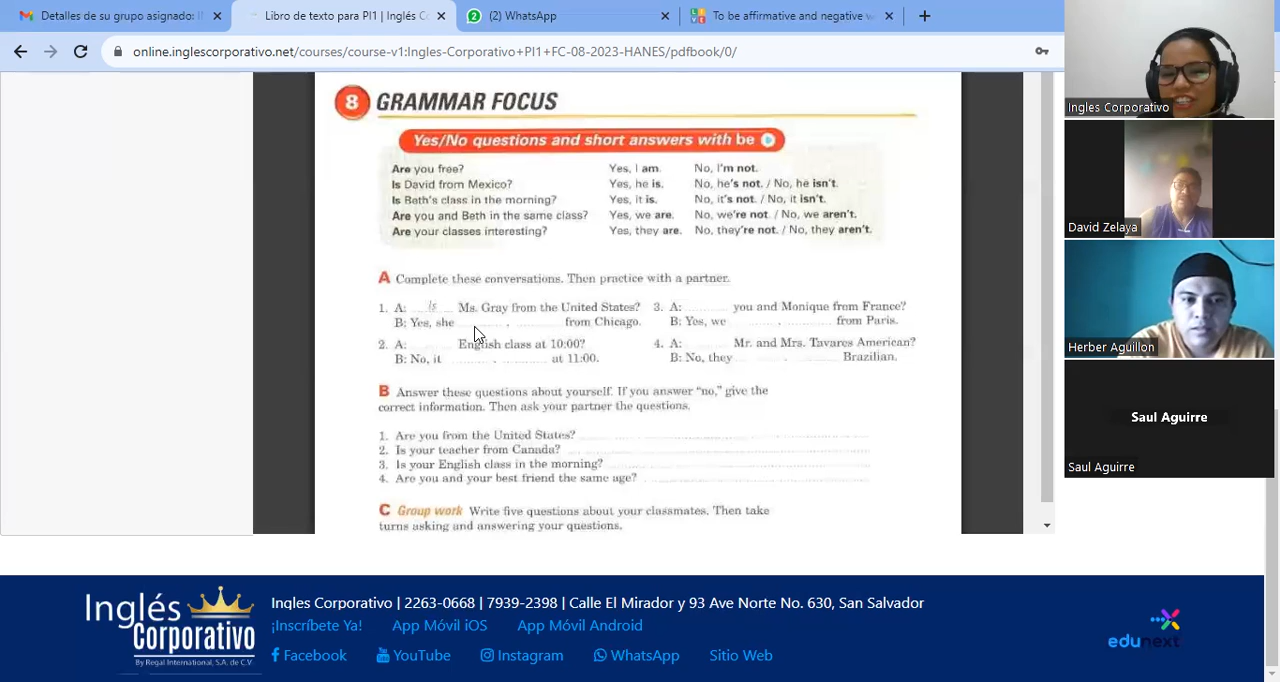 Detalles de su grupo asignado: II
Libro de texto para PI1 | Inglés C
(2) WhatsApp
To be affirmative and negative w
online.inglescorporativo.net/courses/course-v1:Ingles-Corporativo+PI1+FC-08-2023-HANES/pdfbook/0/
8 GRAMMAR FOCUS
Yes/No questions and short answers with be
Are you free? Yes, I am. No, I'm not.
Is David from Mexico? Yes, he is. No, he's not. / No, he isn't.
Is Beth's class in the morning? Yes, it is. No, it's not. / No, it isn't.
Are you and Beth in the same class? Yes, we are. No, we're not. / No, we aren't.
Are your classes interesting? Yes, they are. No, they're not. / No, they aren't.
A Complete these conversations. Then practice with a partner.
1. A: Is Ms. Gray from the United States?
B: Yes, she , from Chicago.
2. A: English class at 10:00?
B: No, it , at 11:00.
3. A: you and Monique from France?
B: Yes, we , from Paris.
4. A: Mr. and Mrs. Tavares American?
B: No, they , Brazilian.
B Answer these questions about yourself. If you answer "no," give the
correct information. Then ask your partner the questions.
1. Are you from the United States?
2. Is your teacher from Canada?
3. Is your English class in the morning?
4. Are you and your best friend the same age?
C Group work Write five questions about your classmates. Then take
turns asking and answering your questions.
Ingles Corporativo
David Zelaya
Herber Aguillon
Saul Aguirre
Saul Aguirre
Inglés
Corporativo
By Regal International, S.A. de C.V.
Ingles Corporativo | 2263-0668 | 7939-2398 | Calle El Mirador y 93 Ave Norte No. 630, San Salvador
¡Inscríbete Ya! App Móvil iOS App Móvil Android
Facebook YouTube Instagram WhatsApp Sitio Web
edunext